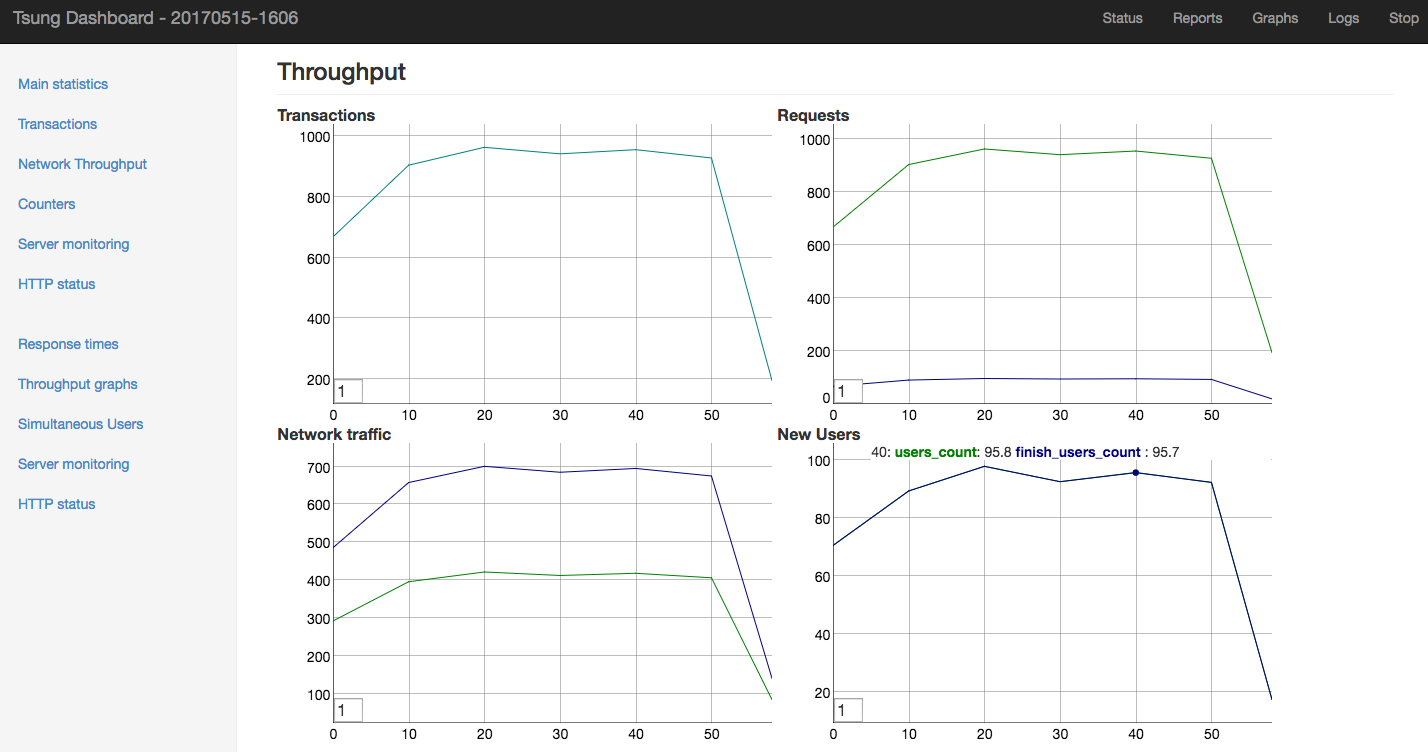 Tsung Dashboard - 20170515-1606
Status Reports Graphs Logs Stop
Main statistics
Transactions
Network Throughput
Counters
Server monitoring
HTTP status
Response times
Throughput graphs
Simultaneous Users
Server monitoring
HTTP status
Throughput
Transactions
1000
800
600
400
200
1
0 10 20 30 40 50
Requests
1000
800
600
400
200
0
1
0 10 20 30 40 50
Network traffic
700
600
500
400
300
200
100
1
0 10 20 30 40 50
New Users
40: users_count: 95.8 finish_users_count : 95.7
100
80
60
40
20
1
0 10 20 30 40 50